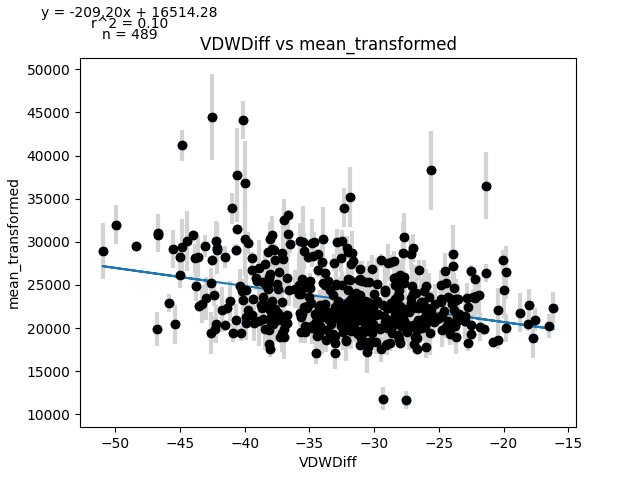 y = -209.20x + 16514.28
r^2 = 0.10
n = 489
VDWDiff vs mean_transformed
50000
45000
40000
35000
30000
25000
20000
15000
10000
mean_transformed
−50 −45 −40 −35 −30 −25 −20 −15
VDWDiff